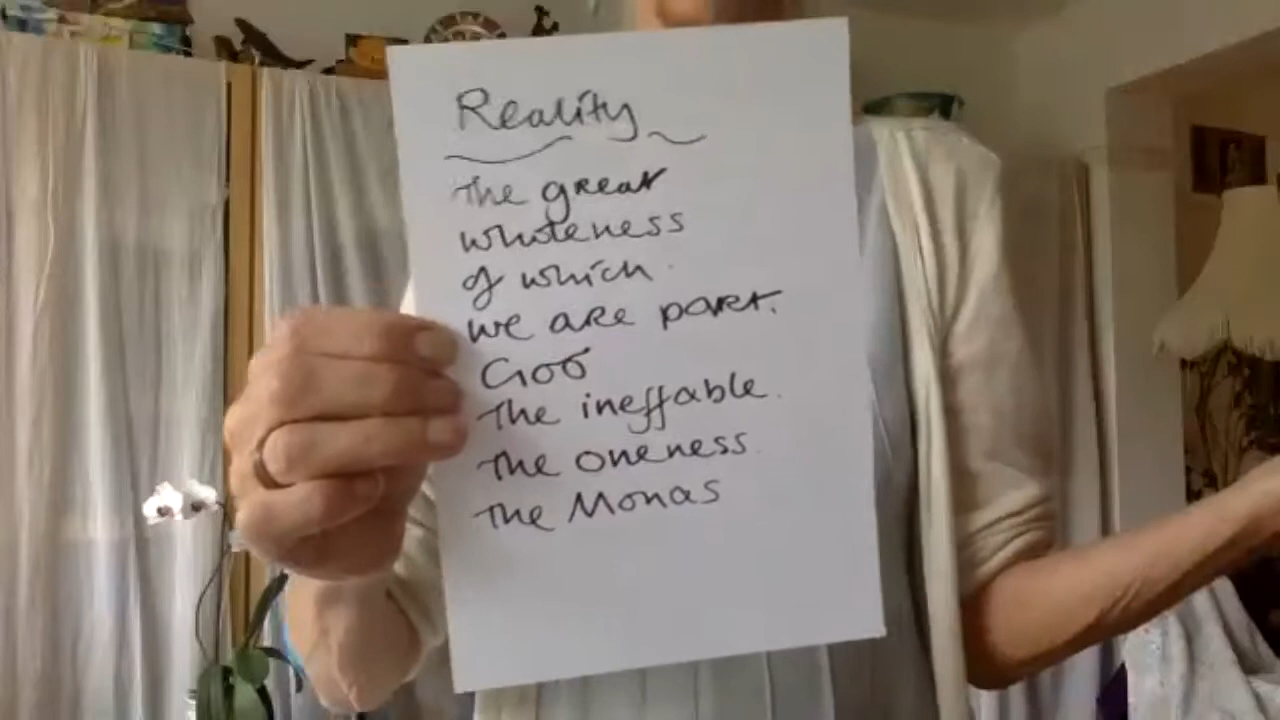 Reality
The great
wholeness
of which
we are part.
God
The ineffable.
The Oneness
The Monas